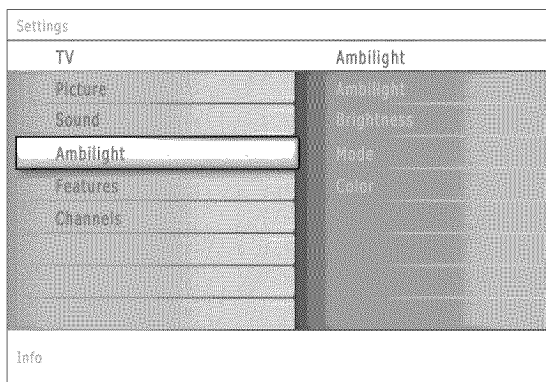 Settings
TV Ambilight
Picture Ambilight
Sound Brightness
Ambilight Mode
Features Color
Channels
Info